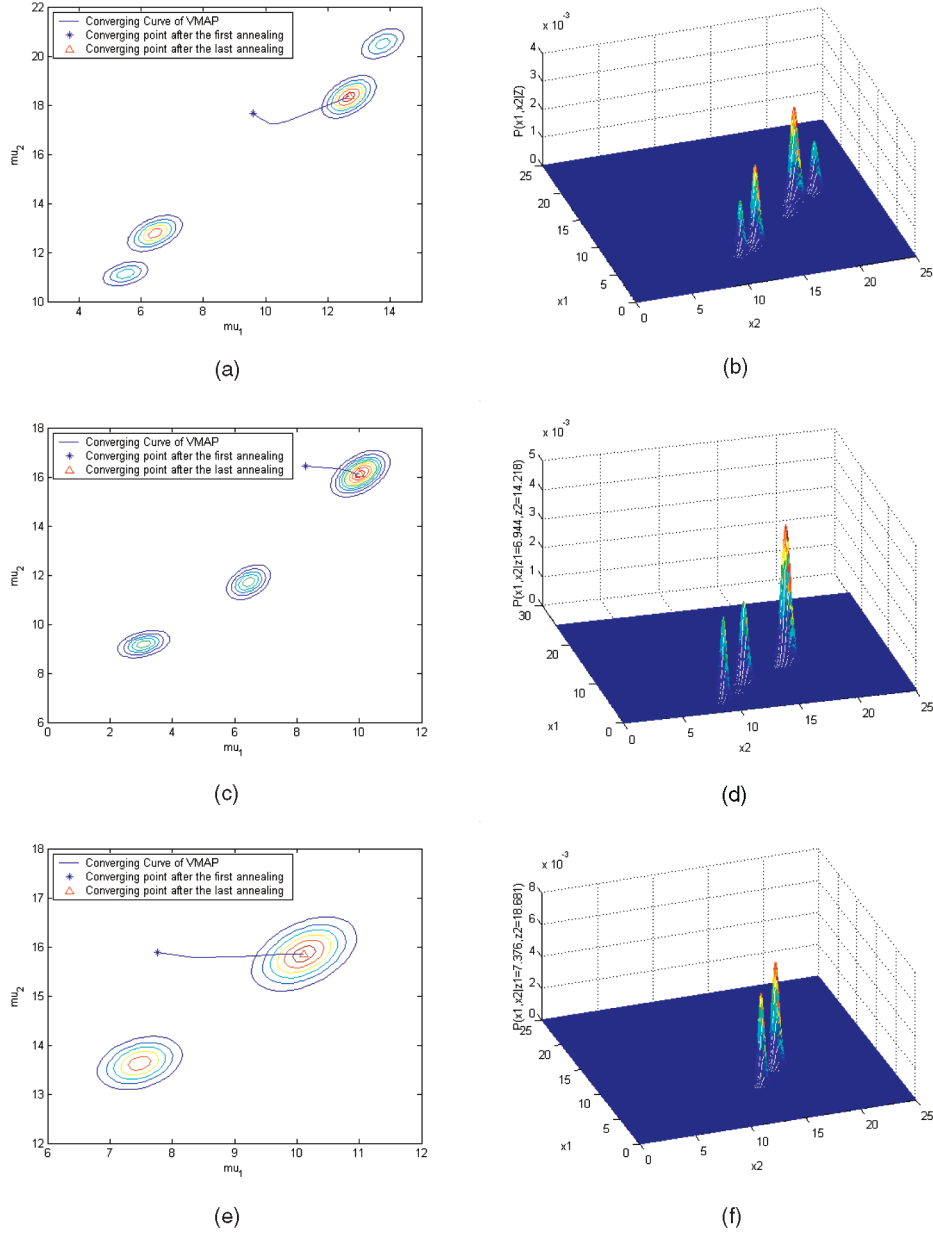 Converging Curve of VMAP
Converging point after the first annealing
Converging point after the last annealing
22
20
18
16
14
12
10
mu_2
4
6
8
10
12
14
mu_1
(a)
x 10^-3
4
3
2
1
0
P(x1,x2|Z)
25
20
15
10
5
0
x1
0
5
10
15
20
25
x2
(b)
Converging Curve of VMAP
Converging point after the first annealing
Converging point after the last annealing
18
16
14
12
10
8
6
mu_2
0
2
4
6
8
10
12
mu_1
(c)
x 10^-3
5
4
3
2
1
0
P(x1,x2|z1=6.944,z2=14.218)
30
20
10
0
x1
0
5
10
15
20
25
x2
(d)
Converging Curve of VMAP
Converging point after the first annealing
Converging point after the last annealing
18
17
16
15
14
13
12
mu_2
6
7
8
9
10
11
12
mu_1
(e)
x 10^-3
8
6
4
2
0
P(x1,x2|z1=7.376,z2=18.681)
25
20
15
10
5
0
x1
0
5
10
15
20
25
x2
(f)